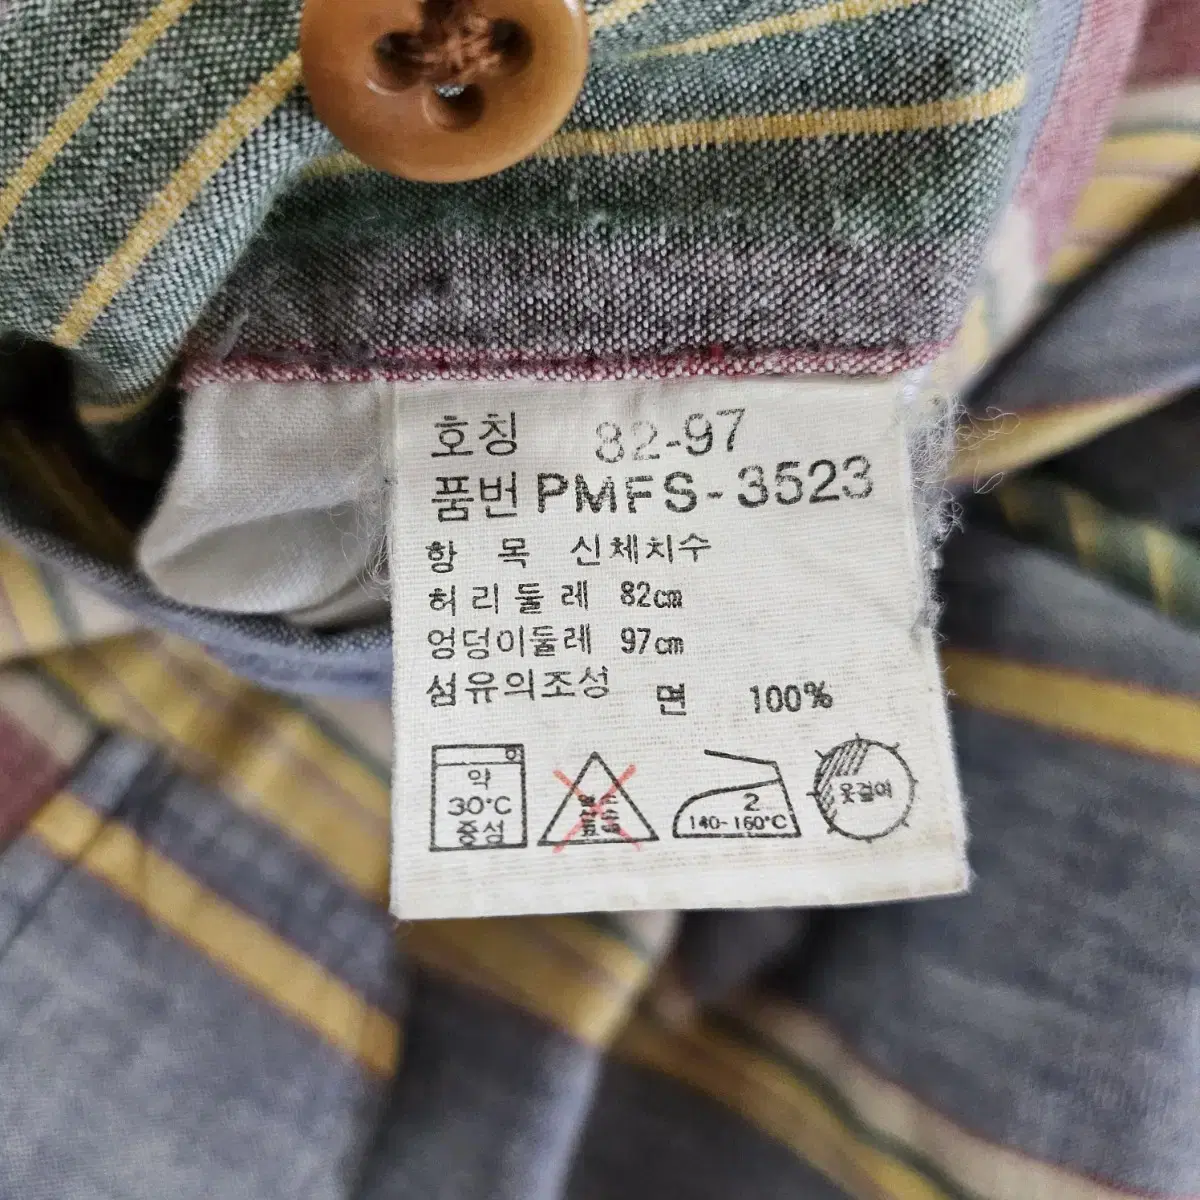 호칭 82-97
품번 PMFS-3523
항 목 신체치수
허리둘레 82cm
엉덩이둘레 97cm
섬유의조성 면 100%
약
30°C
중성
2
140-160°C
옷걸이